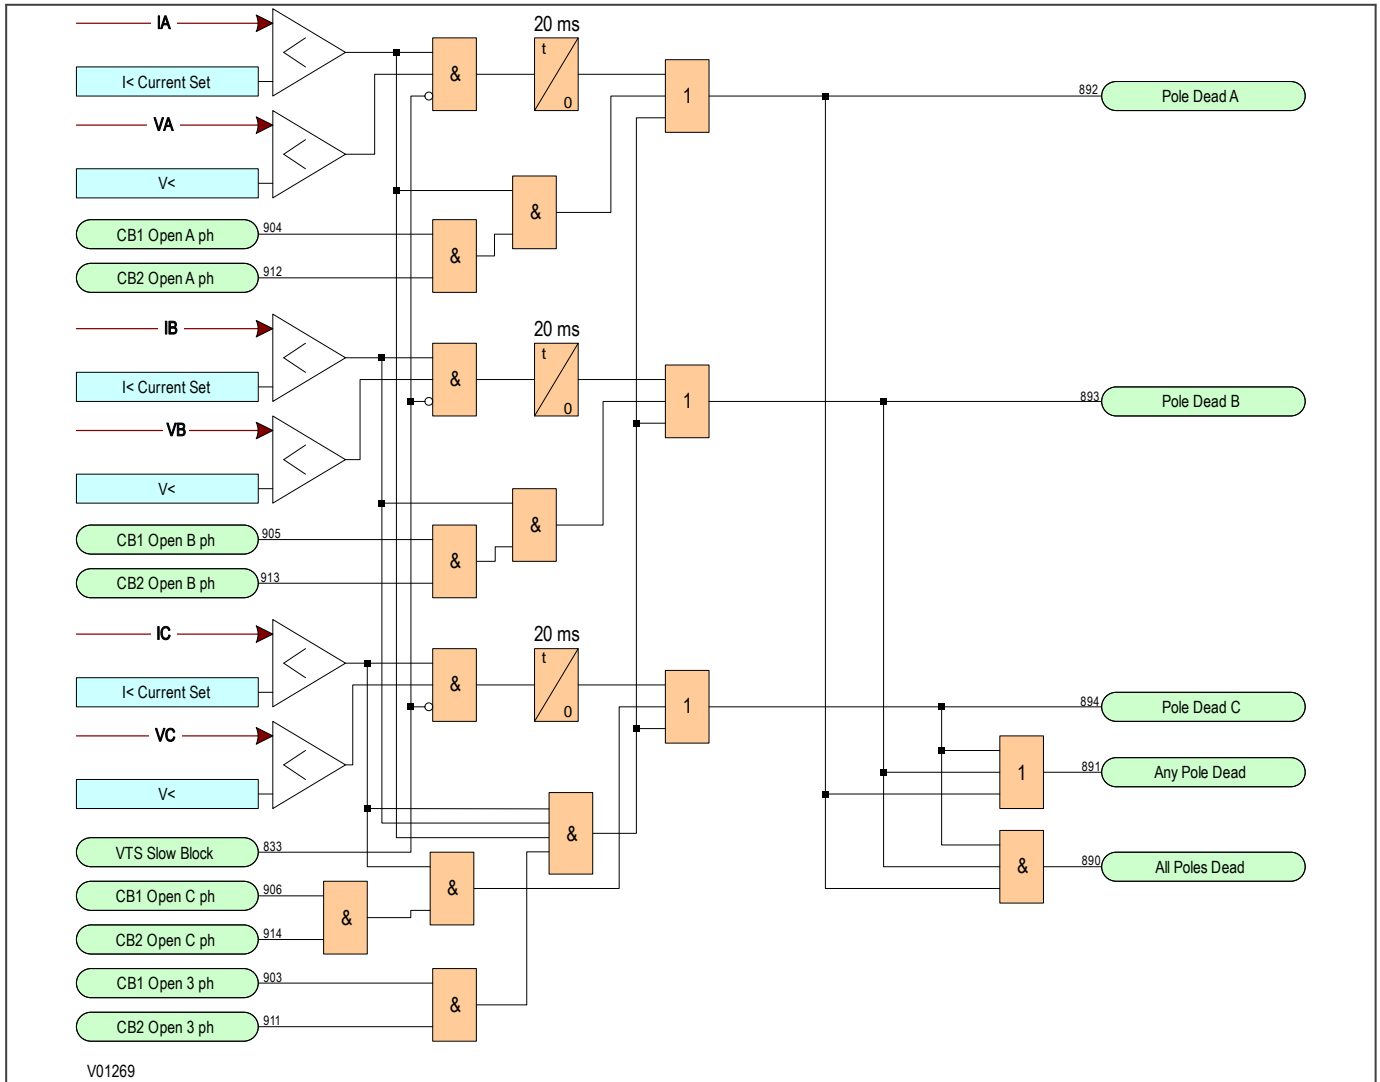 IA
20 ms
I< Current Set
&
t
0
1
892
Pole Dead A
VA
V<
&
CB1 Open A ph
904
&
CB2 Open A ph
912
IB
20 ms
I< Current Set
&
t
0
1
893
Pole Dead B
VB
V<
&
CB1 Open B ph
905
&
CB2 Open B ph
913
IC
20 ms
I< Current Set
&
t
0
1
894
Pole Dead C
VC
1
891
Any Pole Dead
V<
&
VTS Slow Block
833
&
890
All Poles Dead
CB1 Open C ph
906
&
&
CB2 Open C ph
914
CB1 Open 3 ph
903
&
CB2 Open 3 ph
911
V01269